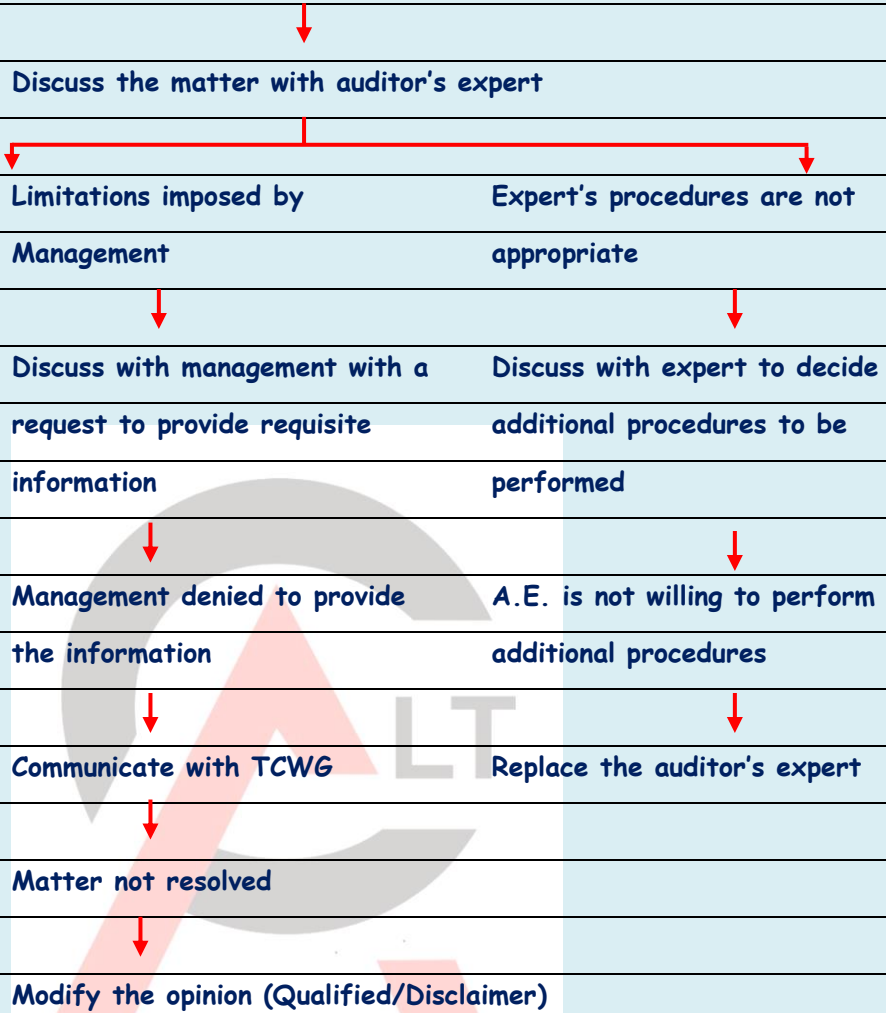 Discuss the matter with auditor's expert
Limitations imposed by
Management
Expert's procedures are not
appropriate
Discuss with management with a
request to provide requisite
information
Discuss with expert to decide
additional procedures to be
performed
Management denied to provide
the information
A.E. is not willing to perform
additional procedures
Communicate with TCWG
Replace the auditor's expert
LT
Matter not resolved
Modify the opinion (Qualified/Disclaimer)